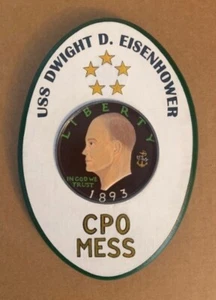 USS DWIGHT D. EISENHOWER
LIBERTY
IN GOD WE
TRUST
1893
CPO
MESS